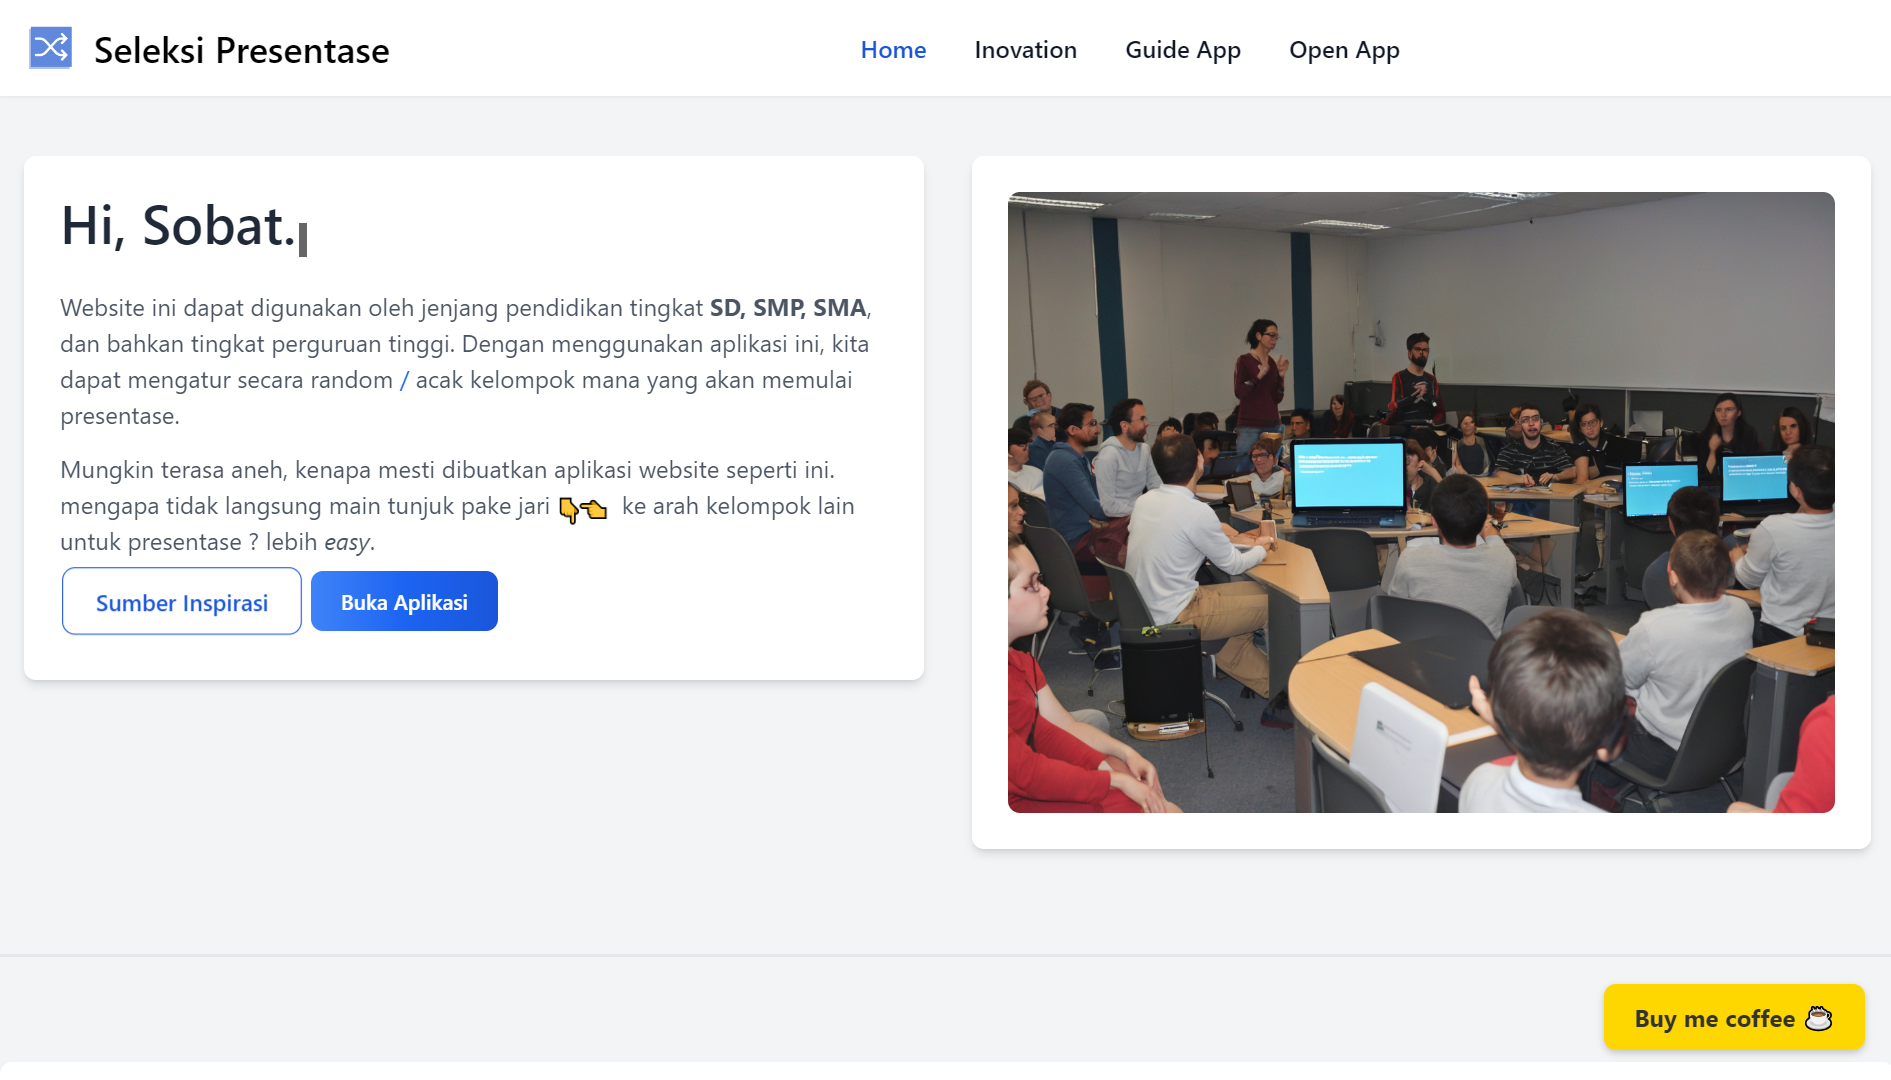 Seleksi Presentase
Home
Inovation
Guide App
Open App
Hi, Sobat.
Website ini dapat digunakan oleh jenjang pendidikan tingkat SD, SMP, SMA,
dan bahkan tingkat perguruan tinggi. Dengan menggunakan aplikasi ini, kita
dapat mengatur secara random / acak kelompok mana yang akan memulai
presentase.
Mungkin terasa aneh, kenapa mesti dibuatkan aplikasi website seperti ini.
mengapa tidak langsung main tunjuk pake jari 👇👈 ke arah kelompok lain
untuk presentase ? lebih easy.
Sumber Inspirasi
Buka Aplikasi
Buy me coffee ☕